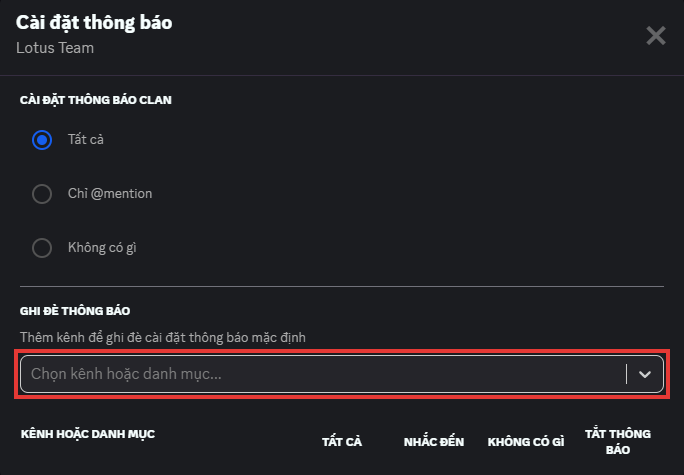 Cài đặt thông báo
Lotus Team
CÀI ĐẶT THÔNG BÁO CLAN
Tất cả
Chỉ @mention
Không có gì
GHI ĐÈ THÔNG BÁO
Thêm kênh để ghi đè cài đặt thông báo mặc định
Chọn kênh hoặc danh mục...
KÊNH HOẶC DANH MỤC
TẤT CẢ
NHẮC ĐẾN
KHÔNG CÓ GÌ
TẮT THÔNG
BÁO